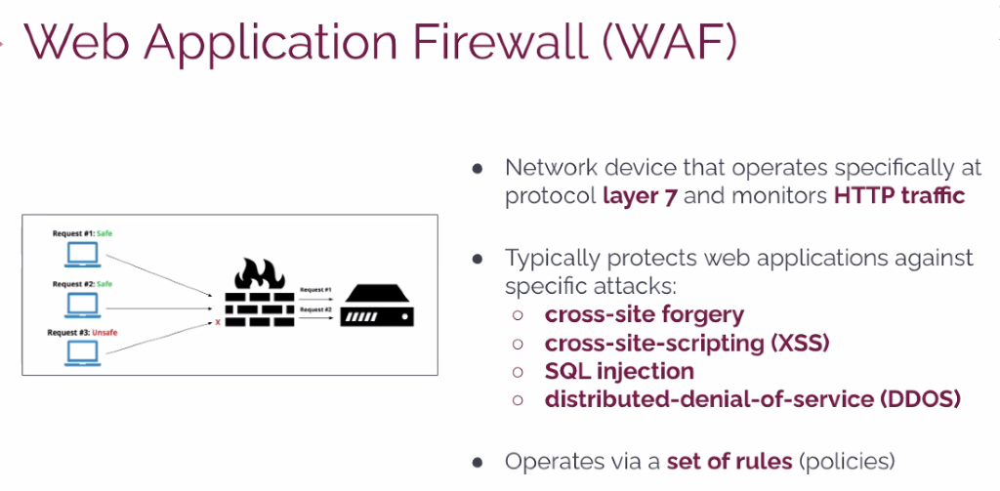 Web Application Firewall (WAF)
Request #1: Safe
Request #2: Safe
Request #3: Unsafe
X
Request #1
Request #2
● Network device that operates specifically at
protocol layer 7 and monitors HTTP traffic
● Typically protects web applications against
specific attacks:
○ cross-site forgery
○ cross-site-scripting (XSS)
○ SQL injection
○ distributed-denial-of-service (DDOS)
● Operates via a set of rules (policies)